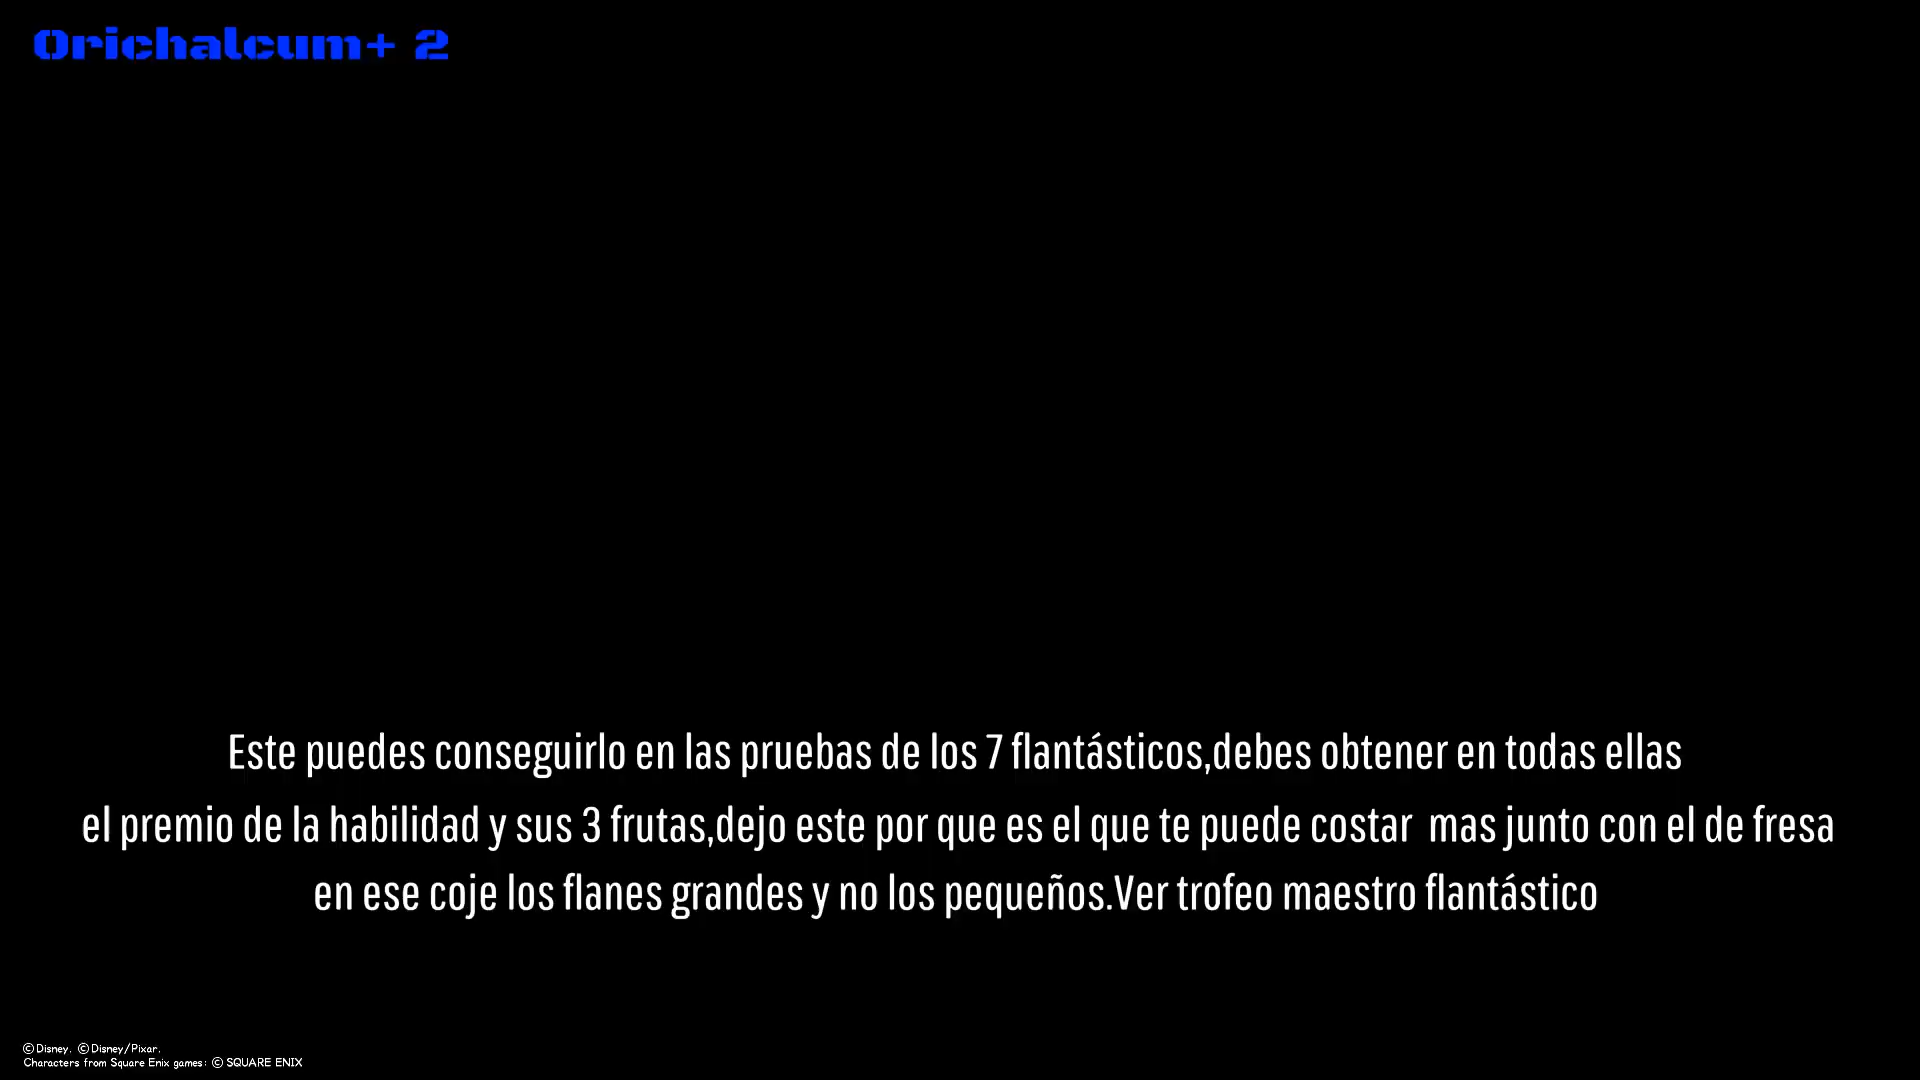 Orichalcum+ 2
Este puedes conseguirlo en las pruebas de los 7 flantásticos,debes obtener en todas ellas
el premio de la habilidad y sus 3 frutas,dejo este por que es el que te puede costar  mas junto con el de fresa
en ese coje los flanes grandes y no los pequeños.Ver trofeo maestro flantástico
©Disney. ©Disney/Pixar.
Characters from Square Enix games: © SQUARE ENIX